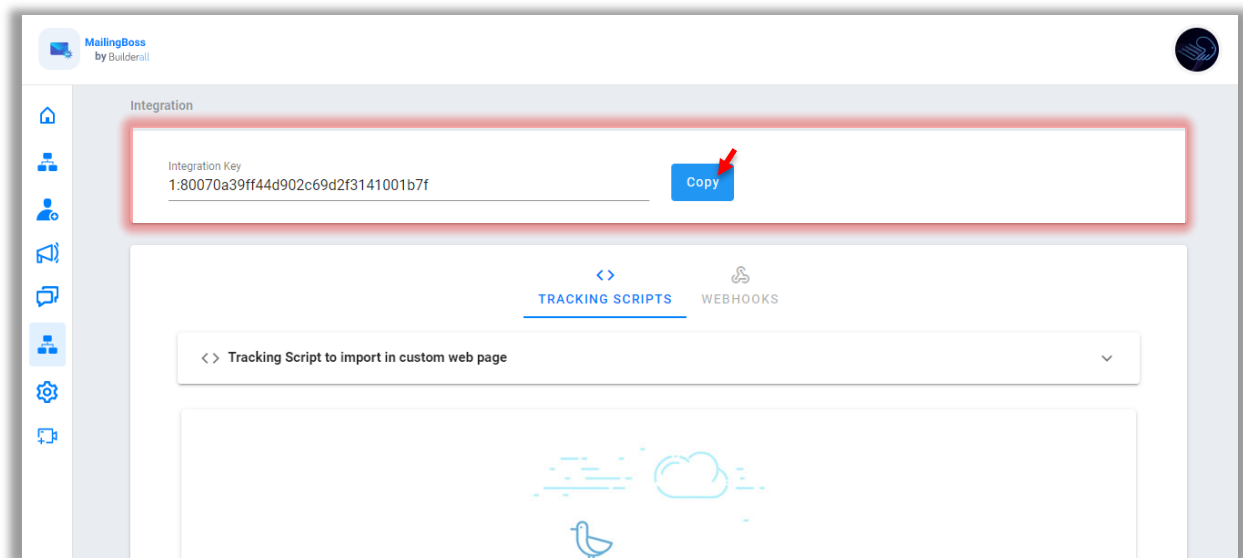 MailingBoss
by Builderall
Integration
Integration Key
1:80070a39ff44d902c69d2f3141001b7f
Copy
TRACKING SCRIPTS WEBHOOKS
Tracking Script to import in custom web page